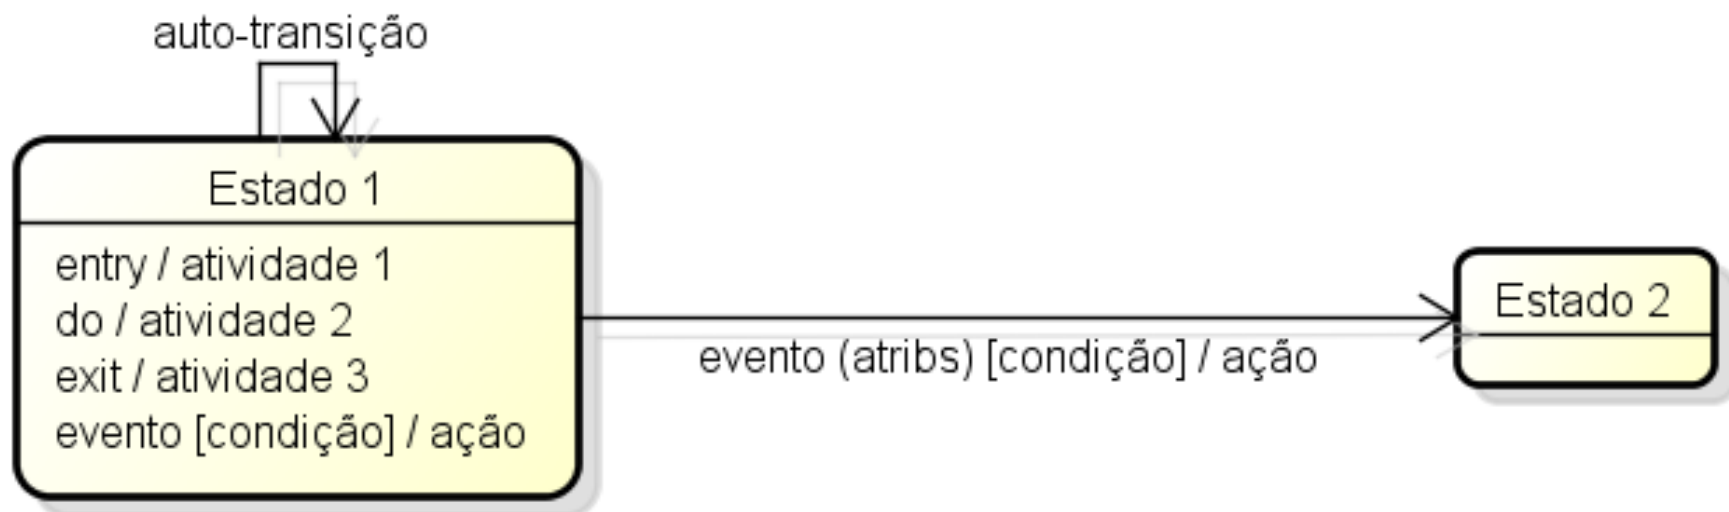 auto-transição
Estado 1
entry / atividade 1
do / atividade 2
exit / atividade 3
evento [condição] / ação
evento (atribs) [condição] / ação
Estado 2